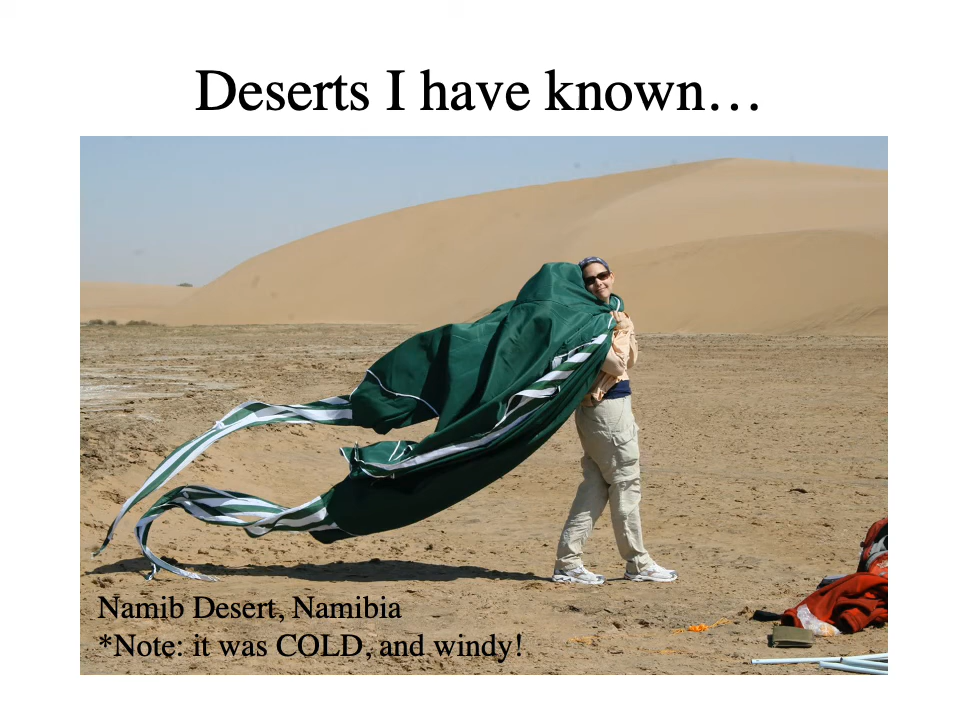 Deserts I have known…
Namib Desert, Namibia
*Note: it was COLD, and windy!